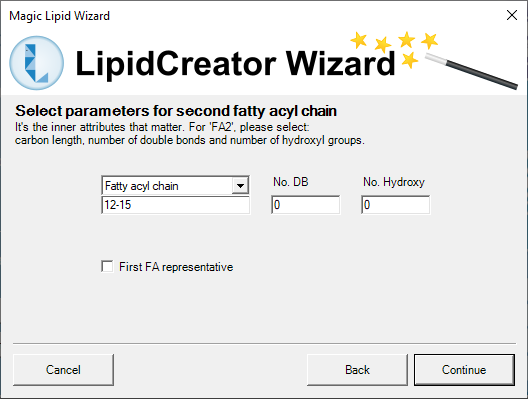 Magic Lipid Wizard
LipidCreator Wizard
Select parameters for second fatty acyl chain
It's the inner attributes that matter. For 'FA2', please select:
carbon length, number of double bonds and number of hydroxyl groups.
Fatty acyl chain
No. DB
No. Hydroxy
12-15
0
0
First FA representative
Cancel
Back
Continue